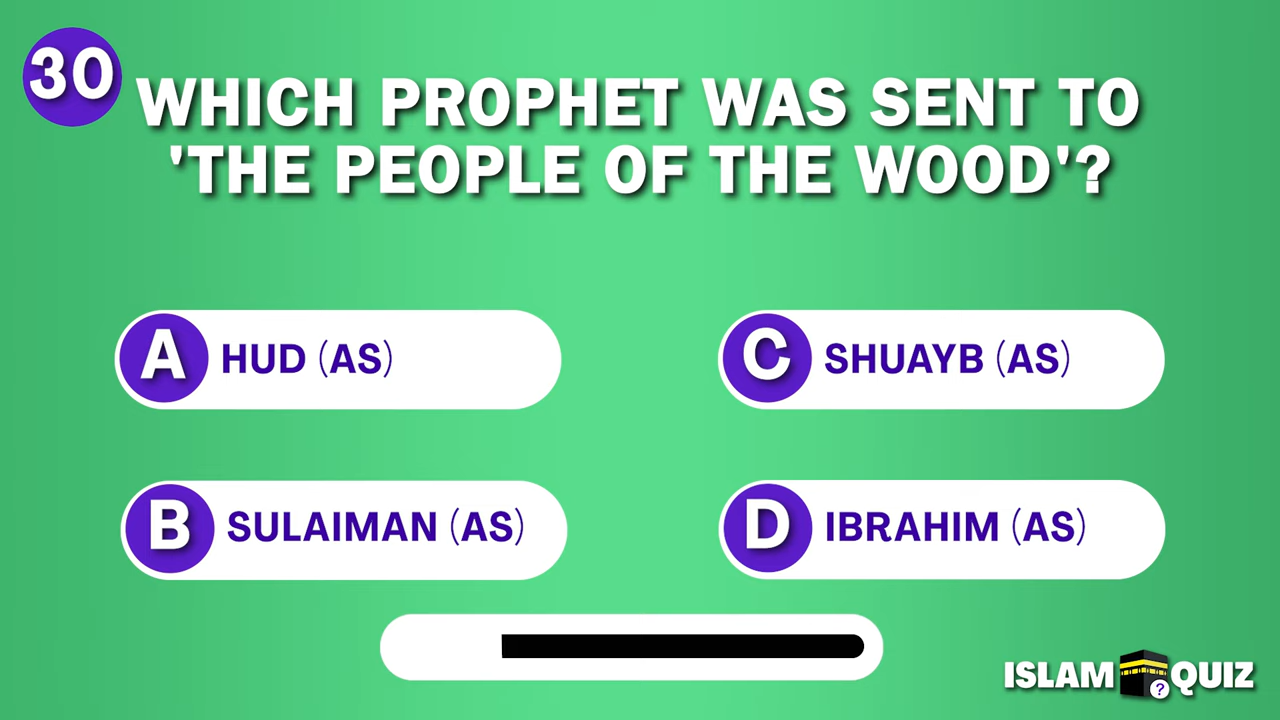 30
WHICH PROPHET WAS SENT TO
'THE PEOPLE OF THE WOOD'?
A HUD (AS)
C SHUAYB (AS)
B SULAIMAN (AS)
D IBRAHIM (AS)
ISLAM ? QUIZ